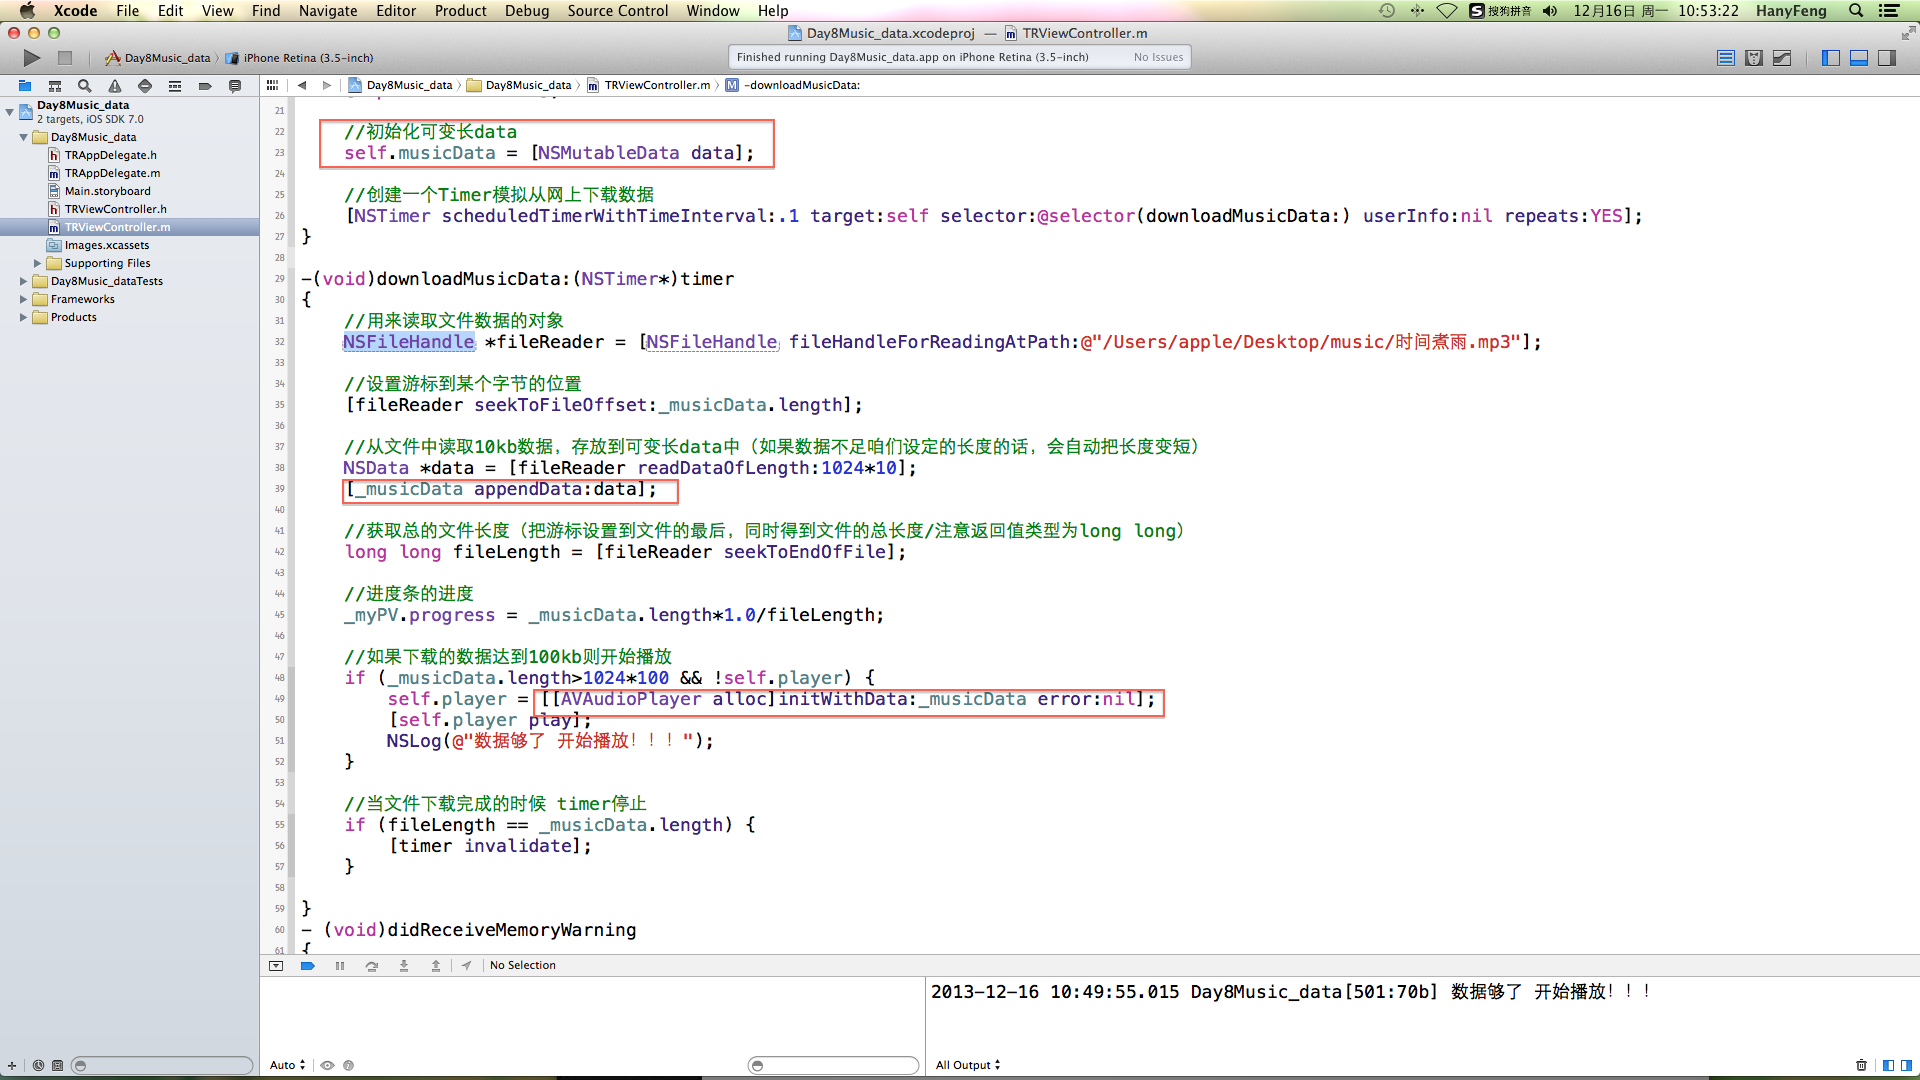 Xcode File Edit View Find Navigate Editor Product Debug Source Control Window Help
S 搜狗拼音 12月16日 周一 10:53:22 HanyFeng
Day8Music_data.xcodeproj — TRViewController.m
Day8Music_data iPhone Retina (3.5-inch)
Finished running Day8Music_data.app on iPhone Retina (3.5-inch) No Issues
Day8Music_data Day8Music_data TRViewController.m M -downloadMusicData:
Day8Music_data
2 targets, iOS SDK 7.0
Day8Music_data
h TRAppDelegate.h
m TRAppDelegate.m
Main.storyboard
h TRViewController.h
m TRViewController.m
Images.xcassets
Supporting Files
Day8Music_dataTests
Frameworks
Products
21
22 //初始化可变长data
23 self.musicData = [NSMutableData data];
24
25 //创建一个Timer模拟从网上下载数据
26 [NSTimer scheduledTimerWithTimeInterval:.1 target:self selector:@selector(downloadMusicData:) userInfo:nil repeats:YES];
27 }
28
29 -(void)downloadMusicData:(NSTimer*)timer
30 {
31 //用来读取文件数据的对象
32 NSFileHandle *fileReader = [NSFileHandle fileHandleForReadingAtPath:@"/Users/apple/Desktop/music/时间煮雨.mp3"];
33
34 //设置游标到某个字节的位置
35 [fileReader seekToFileOffset:_musicData.length];
36
37 //从文件中读取10kb数据，存放到可变长data中（如果数据不足咱们设定的长度的话，会自动把长度变短）
38 NSData *data = [fileReader readDataOfLength:1024*10];
39 [_musicData appendData:data];
40
41 //获取总的文件长度（把游标设置到文件的最后，同时得到文件的总长度/注意返回值类型为long long）
42 long long fileLength = [fileReader seekToEndOfFile];
43
44 //进度条的进度
45 _myPV.progress = _musicData.length*1.0/fileLength;
46
47 //如果下载的数据达到100kb则开始播放
48 if (_musicData.length>1024*100 && !self.player) {
49 self.player = [[AVAudioPlayer alloc]initWithData:_musicData error:nil];
50 [self.player play];
51 NSLog(@"数据够了 开始播放！！！");
52 }
53
54 //当文件下载完成的时候 timer停止
55 if (fileLength == _musicData.length) {
56 [timer invalidate];
57 }
58
59 }
60 - (void)didReceiveMemoryWarning
61 {
No Selection
2013-12-16 10:49:55.015 Day8Music_data[501:70b] 数据够了 开始播放！！！
Auto
All Output